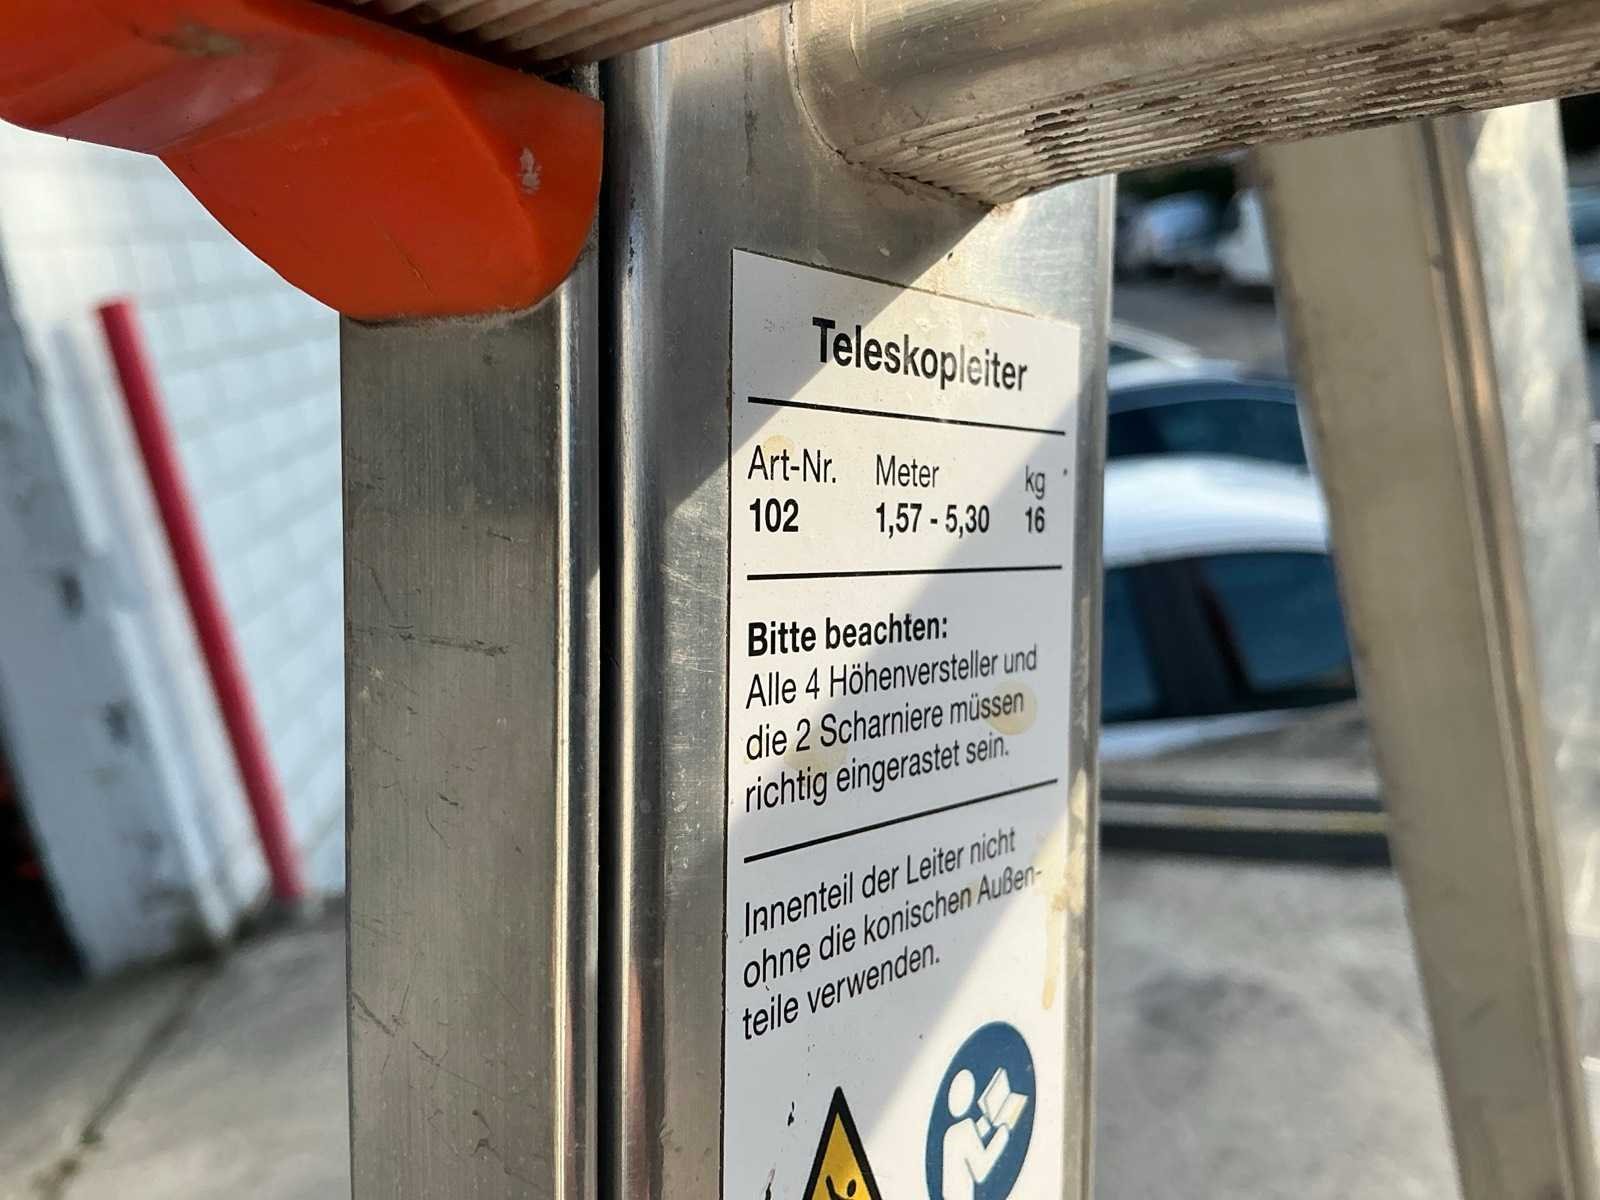 Teleskopleiter
Art-Nr. Meter kg
102 1,57 - 5,30 16
Bitte beachten:
Alle 4 Höhenversteller und
die 2 Scharniere müssen
richtig eingerastet sein.
Innenteil der Leiter nicht
ohne die konischen Außen-
teile verwenden.